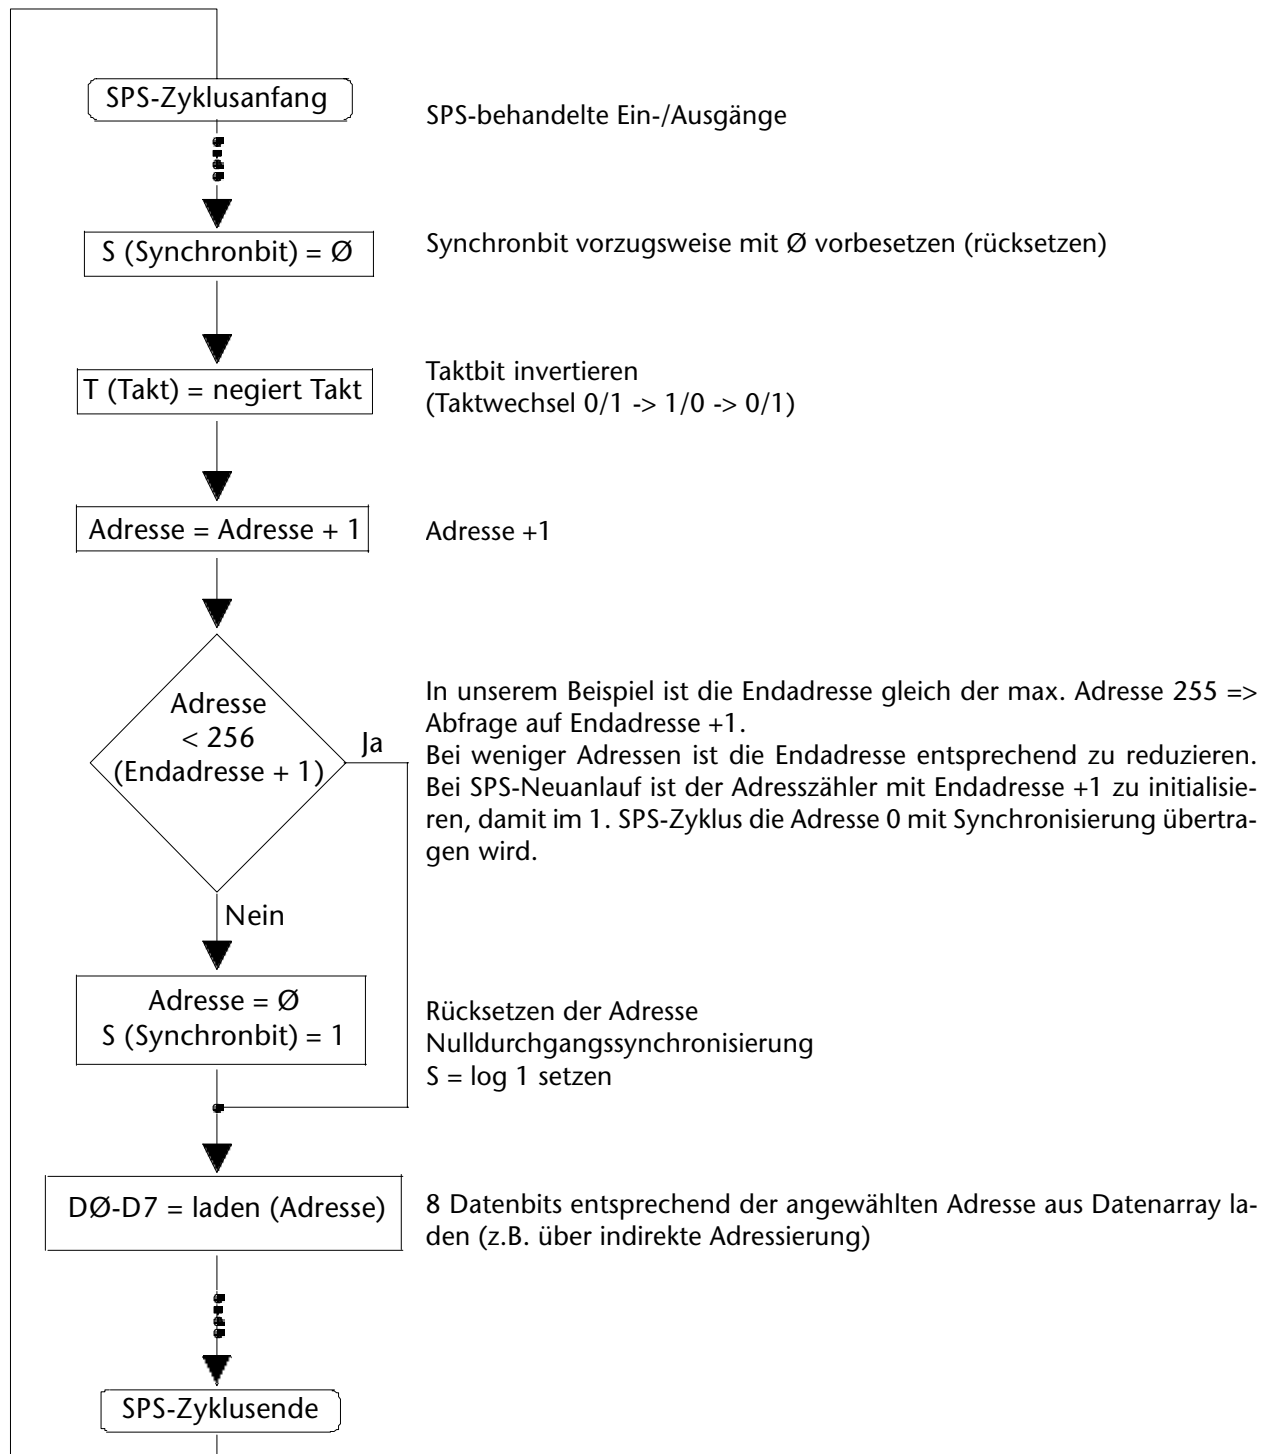 SPS-Zyklusanfang
SPS-behandelte Ein-/Ausgänge
S (Synchronbit) = Ø
Synchronbit vorzugsweise mit Ø vorbesetzen (rücksetzen)
T (Takt) = negiert Takt
Taktbit invertieren
(Taktwechsel 0/1 -> 1/0 -> 0/1)
Adresse = Adresse + 1
Adresse +1
Adresse
< 256
(Endadresse + 1)
Ja
In unserem Beispiel ist die Endadresse gleich der max. Adresse 255 =>
Abfrage auf Endadresse +1.
Bei weniger Adressen ist die Endadresse entsprechend zu reduzieren.
Bei SPS-Neuanlauf ist der Adresszähler mit Endadresse +1 zu initialisie-
ren, damit im 1. SPS-Zyklus die Adresse 0 mit Synchronisierung übertra-
gen wird.
Nein
Adresse = Ø
S (Synchronbit) = 1
Rücksetzen der Adresse
Nulldurchgangssynchronisierung
S = log 1 setzen
DØ-D7 = laden (Adresse)
8 Datenbits entsprechend der angewählten Adresse aus Datenarray la-
den (z.B. über indirekte Adressierung)
SPS-Zyklusende